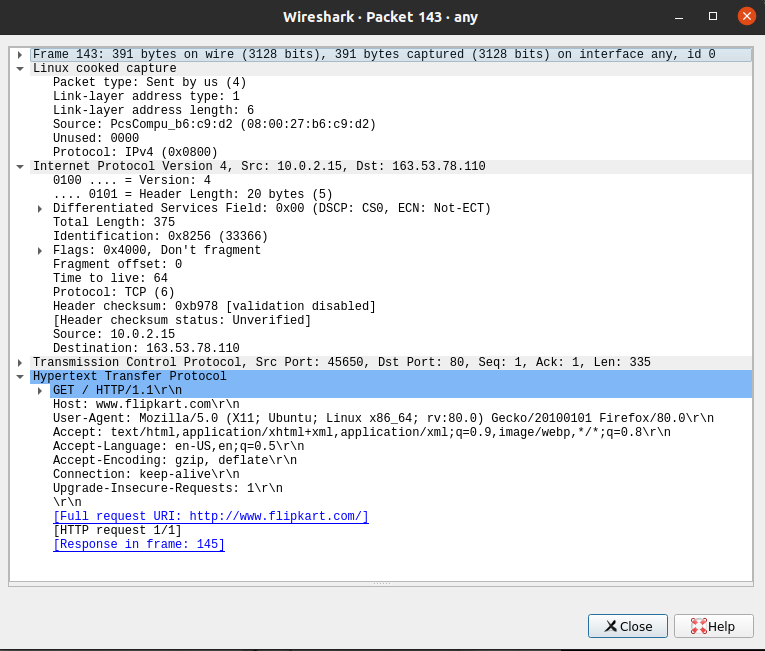 Wireshark · Packet 143 · any
Frame 143: 391 bytes on wire (3128 bits), 391 bytes captured (3128 bits) on interface any, id 0
Linux cooked capture
Packet type: Sent by us (4)
Link-layer address type: 1
Link-layer address length: 6
Source: PcsCompu_b6:c9:d2 (08:00:27:b6:c9:d2)
Unused: 0000
Protocol: IPv4 (0x0800)
Internet Protocol Version 4, Src: 10.0.2.15, Dst: 163.53.78.110
0100 .... = Version: 4
.... 0101 = Header Length: 20 bytes (5)
Differentiated Services Field: 0x00 (DSCP: CS0, ECN: Not-ECT)
Total Length: 375
Identification: 0x8256 (33366)
Flags: 0x4000, Don't fragment
Fragment offset: 0
Time to live: 64
Protocol: TCP (6)
Header checksum: 0xb978 [validation disabled]
[Header checksum status: Unverified]
Source: 10.0.2.15
Destination: 163.53.78.110
Transmission Control Protocol, Src Port: 45650, Dst Port: 80, Seq: 1, Ack: 1, Len: 335
Hypertext Transfer Protocol
GET / HTTP/1.1\r\n
Host: www.flipkart.com\r\n
User-Agent: Mozilla/5.0 (X11; Ubuntu; Linux x86_64; rv:80.0) Gecko/20100101 Firefox/80.0\r\n
Accept: text/html,application/xhtml+xml,application/xml;q=0.9,image/webp,*/*;q=0.8\r\n
Accept-Language: en-US,en;q=0.5\r\n
Accept-Encoding: gzip, deflate\r\n
Connection: keep-alive\r\n
Upgrade-Insecure-Requests: 1\r\n
\r\n
[Full request URI: http://www.flipkart.com/]
[HTTP request 1/1]
[Response in frame: 145]
Close Help